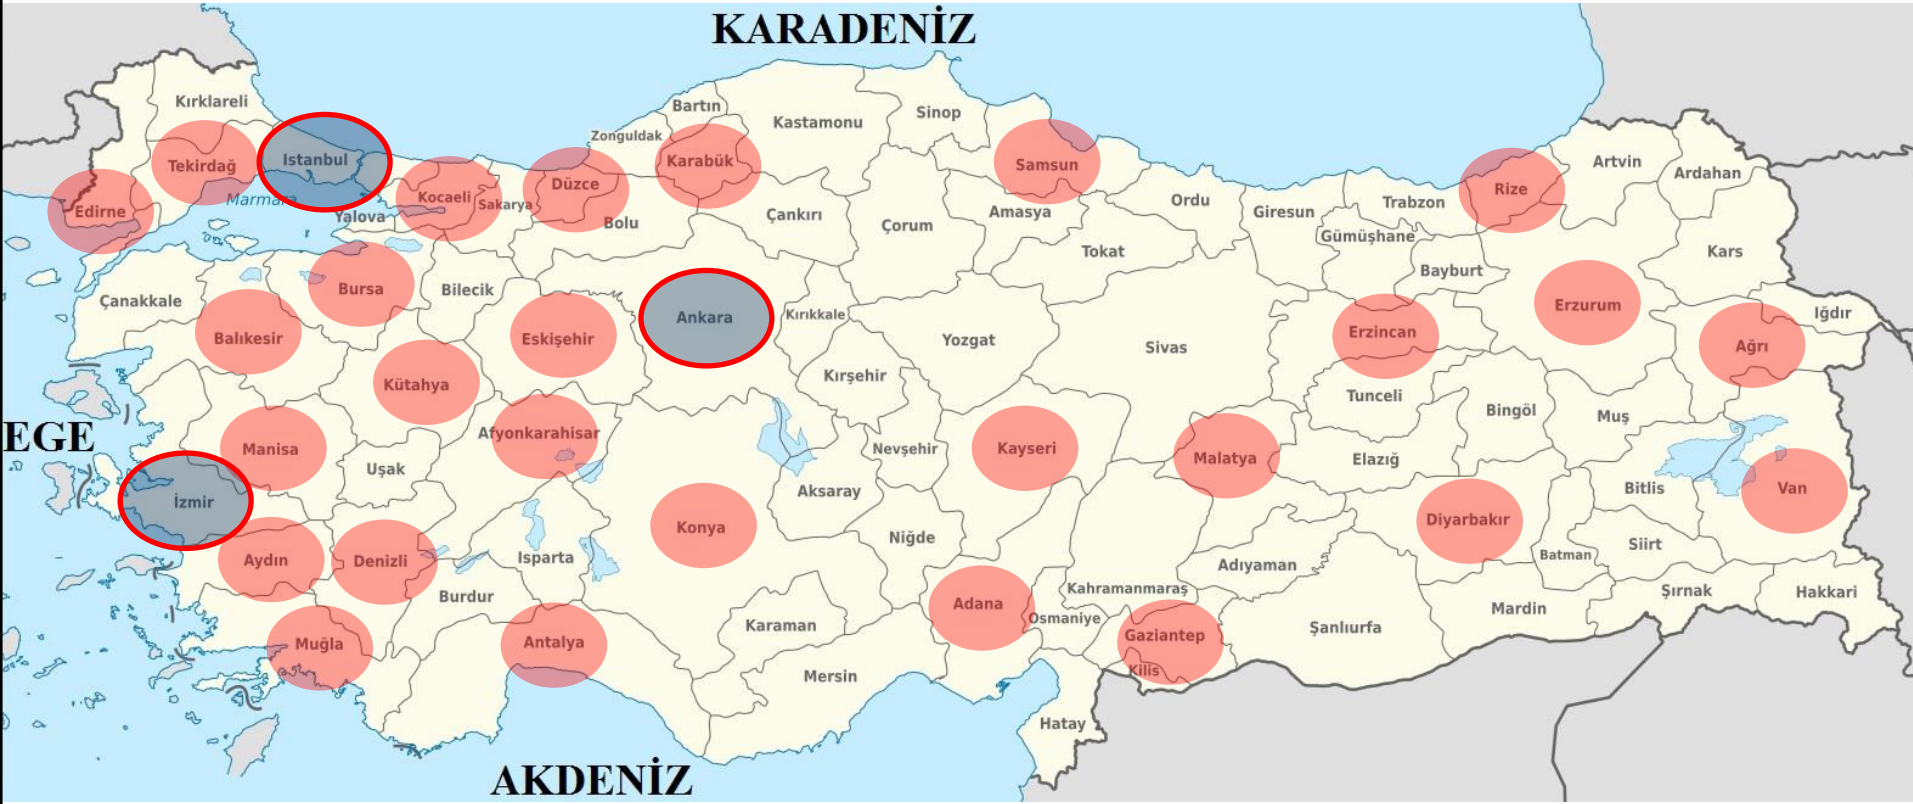 KARADENİZ
Kırklareli
Bartın
Sinop
Kastamonu
Zonguldak
Tekirdağ
Istanbul
Karabük
Samsun
Artvin
Ardahan
Edirne
Marmara
Kocaeli
Sakarya
Düzce
Rize
Yalova
Bolu
Çankırı
Çorum
Amasya
Ordu
Giresun
Trabzon
Gümüşhane
Tokat
Bayburt
Kars
Çanakkale
Bursa
Bilecik
Erzurum
Iğdır
Balıkesir
Eskişehir
Ankara
Kırıkkale
Yozgat
Sivas
Erzincan
Ağrı
Kütahya
Kırşehir
Tunceli
Bingöl
Muş
EGE
Manisa
Afyonkarahisar
Uşak
Nevşehir
Kayseri
Malatya
Elazığ
İzmir
Aksaray
Bitlis
Van
Konya
Diyarbakır
Aydın
Denizli
Isparta
Niğde
Adıyaman
Batman
Siirt
Burdur
Adana
Kahramanmaraş
Osmaniye
Mardin
Şırnak
Hakkari
Muğla
Antalya
Karaman
Gaziantep
Şanlıurfa
Kilis
Mersin
Hatay
AKDENİZ